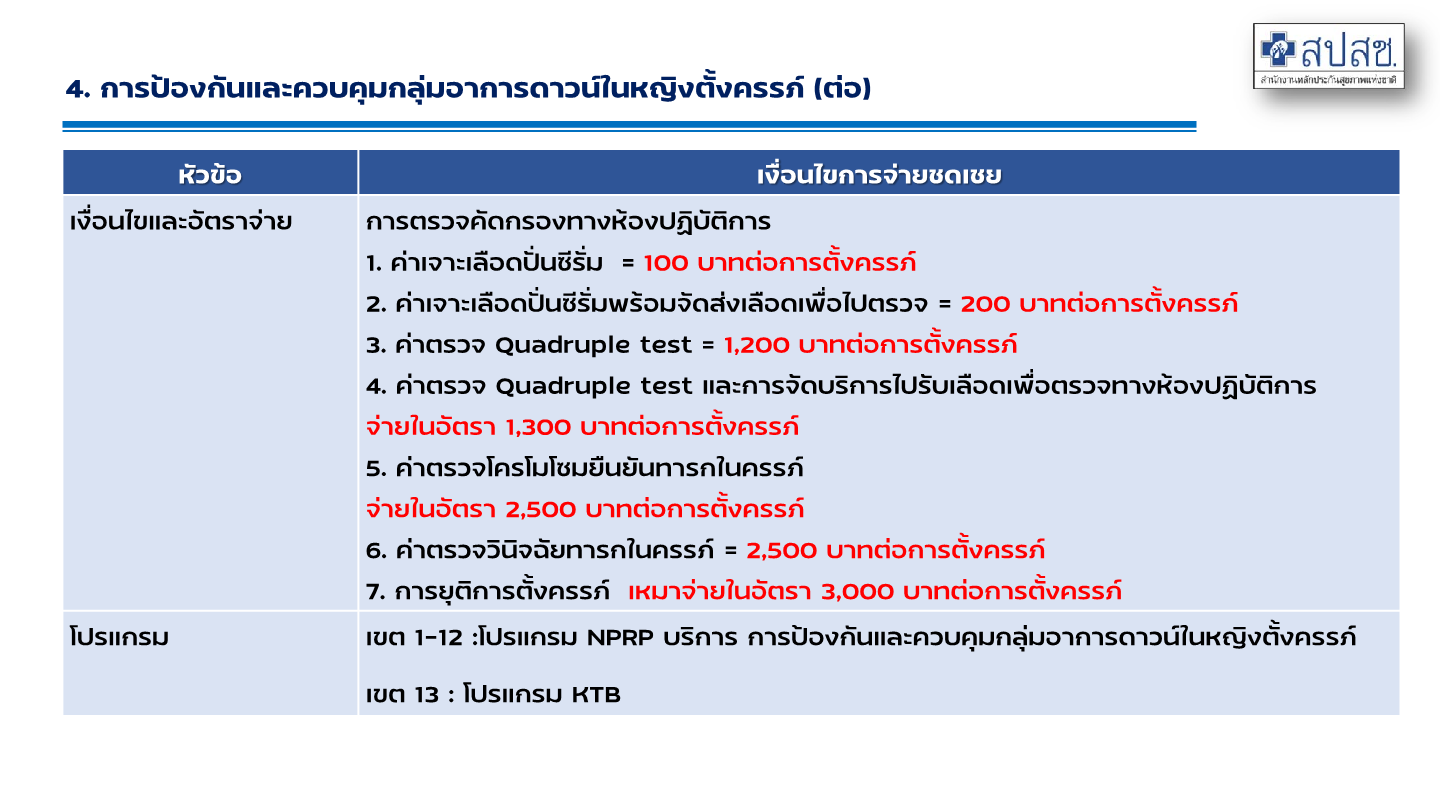 สปสช.
สำนักงานหลักประกันสุขภาพแห่งชาติ
4. การป้องกันและควบคุมกลุ่มอาการดาวน์ในหญิงตั้งครรภ์ (ต่อ)
หัวข้อ
เงื่อนไขการจ่ายชดเชย
เงื่อนไขและอัตราจ่าย
การตรวจคัดกรองทางห้องปฏิบัติการ
1. ค่าเจาะเลือดปั่นซีรั่ม = 100 บาทต่อการตั้งครรภ์
2. ค่าเจาะเลือดปั่นซีรั่มพร้อมจัดส่งเลือดเพื่อไปตรวจ = 200 บาทต่อการตั้งครรภ์
3. ค่าตรวจ Quadruple test = 1,200 บาทต่อการตั้งครรภ์
4. ค่าตรวจ Quadruple test และการจัดบริการไปรับเลือดเพื่อตรวจทางห้องปฏิบัติการ
จ่ายในอัตรา 1,300 บาทต่อการตั้งครรภ์
5. ค่าตรวจโครโมโซมยืนยันทารกในครรภ์
จ่ายในอัตรา 2,500 บาทต่อการตั้งครรภ์
6. ค่าตรวจวินิจฉัยทารกในครรภ์ = 2,500 บาทต่อการตั้งครรภ์
7. การยุติการตั้งครรภ์ เหมาจ่ายในอัตรา 3,000 บาทต่อการตั้งครรภ์
โปรแกรม
เขต 1-12 :โปรแกรม NPRP บริการ การป้องกันและควบคุมกลุ่มอาการดาวน์ในหญิงตั้งครรภ์
เขต 13 : โปรแกรม KTB